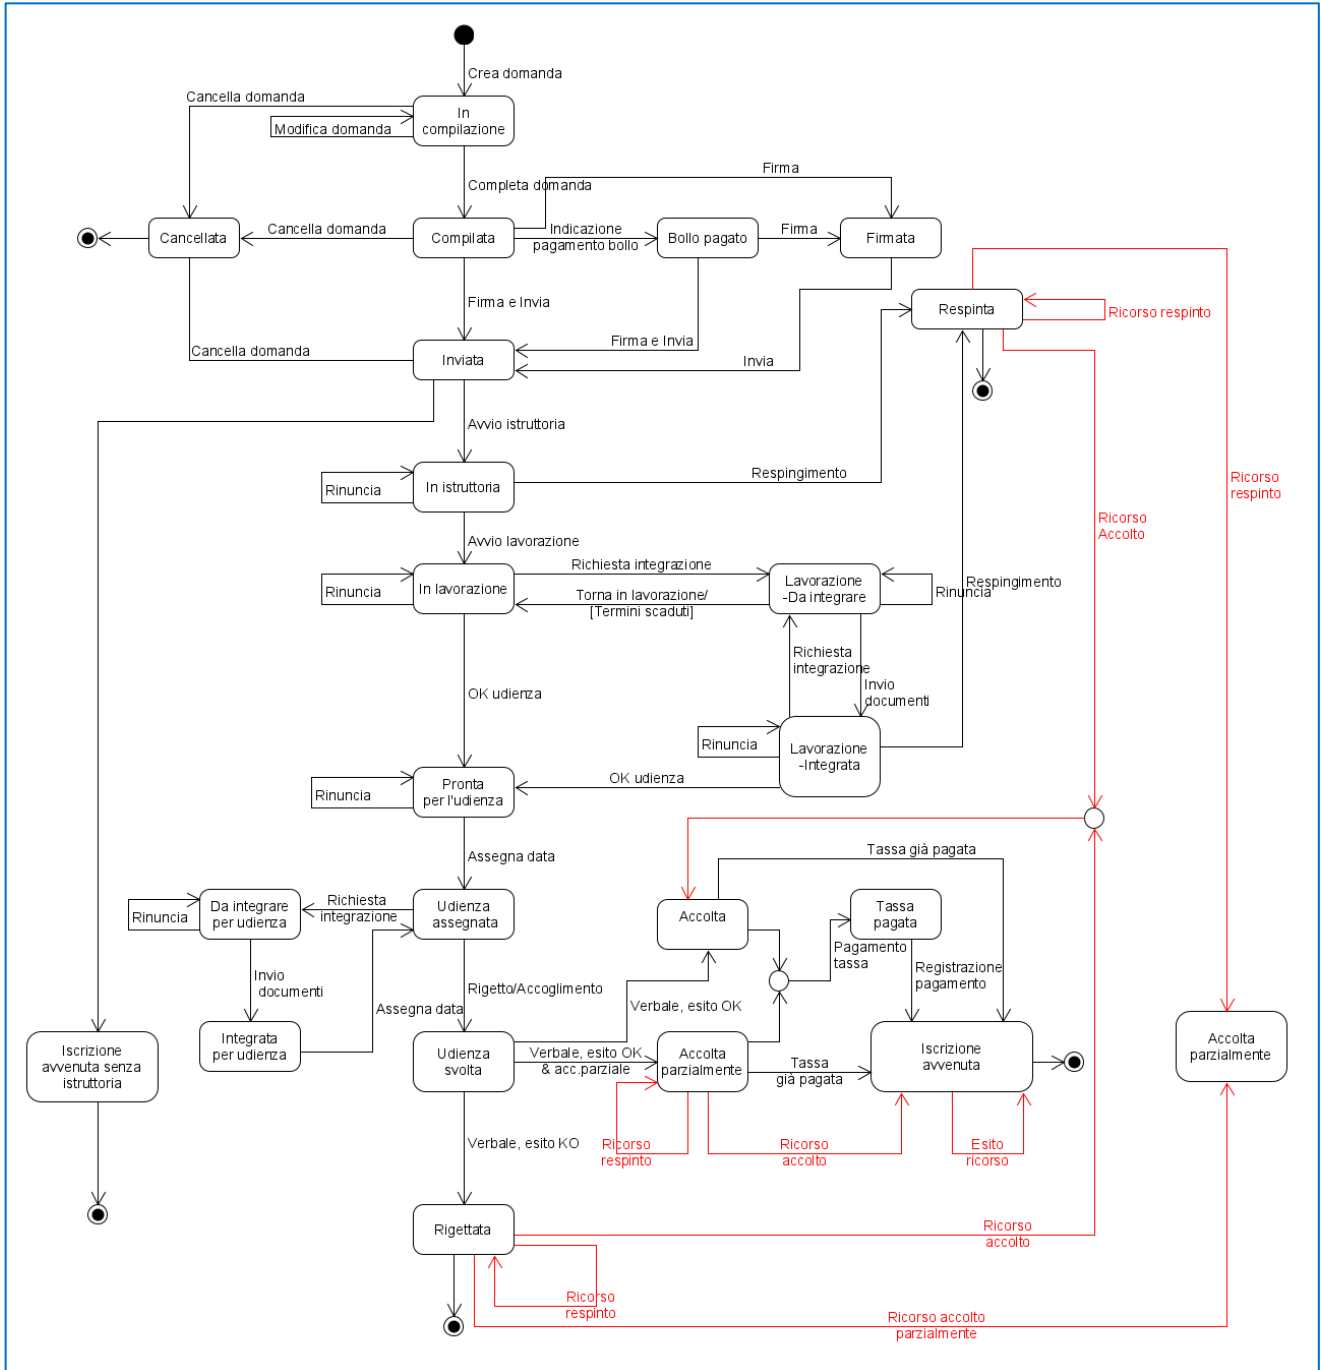 Crea domanda
Cancella domanda
In
compilazione
Modifica domanda
Firma
Completa domanda
Cancellata
Cancella domanda
Compilata
Indicazione
pagamento bollo
Bollo pagato
Firma
Firmata
Firma e Invia
Respinta
Ricorso respinto
Cancella domanda
Inviata
Firma e Invia
Invia
Avvio istruttoria
Rinuncia
In istruttoria
Respingimento
Ricorso
respinto
Ricorso
Accolto
Avvio lavorazione
Rinuncia
In lavorazione
Richiesta integrazione
Torna in lavorazione/
[Termini scaduti]
Lavorazione
-Da integrare
Rinuncia
Respingimento
Richiesta
integrazione
Invio
documenti
OK udienza
Rinuncia
Lavorazione
-Integrata
OK udienza
Rinuncia
Pronta
per l'udienza
Assegna data
Tassa già pagata
Rinuncia
Da integrare
per udienza
Richiesta
integrazione
Udienza
assegnata
Accolta
Tassa
pagata
Pagamento
tassa
Registrazione
pagamento
Invio
documenti
Assegna data
Rigetto/Accoglimento
Verbale, esito OK
Iscrizione
avvenuta senza
istruttoria
Integrata
per udienza
Udienza
svolta
Verbale, esito OK
& acc.parziale
Accolta
parzialmente
Tassa
già pagata
Iscrizione
avvenuta
Accolta
parzialmente
Verbale, esito KO
Ricorso
respinto
Ricorso
accolto
Esito
ricorso
Rigettata
Ricorso
accolto
Ricorso
respinto
Ricorso accolto
parzialmente